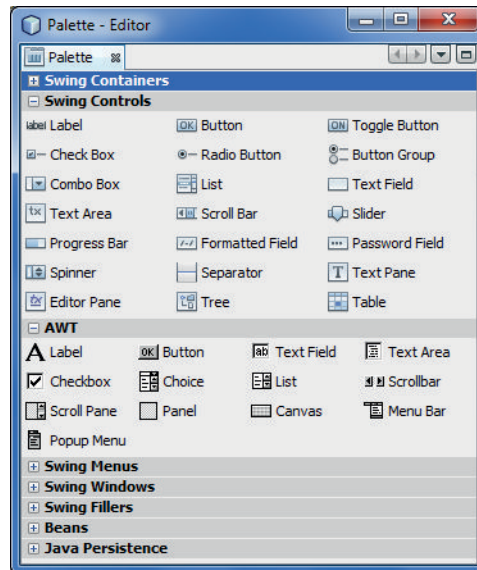 Palette - Editor
Palette
Swing Containers
Swing Controls
label Label OK Button ON Toggle Button
Check Box Radio Button Button Group
Combo Box List Text Field
tx Text Area Scroll Bar Slider
Progress Bar Formatted Field Password Field
Spinner Separator T Text Pane
Editor Pane Tree Table
AWT
A Label OK Button ab Text Field Text Area
Checkbox Choice List Scrollbar
Scroll Pane Panel Canvas Menu Bar
Popup Menu
Swing Menus
Swing Windows
Swing Fillers
Beans
Java Persistence